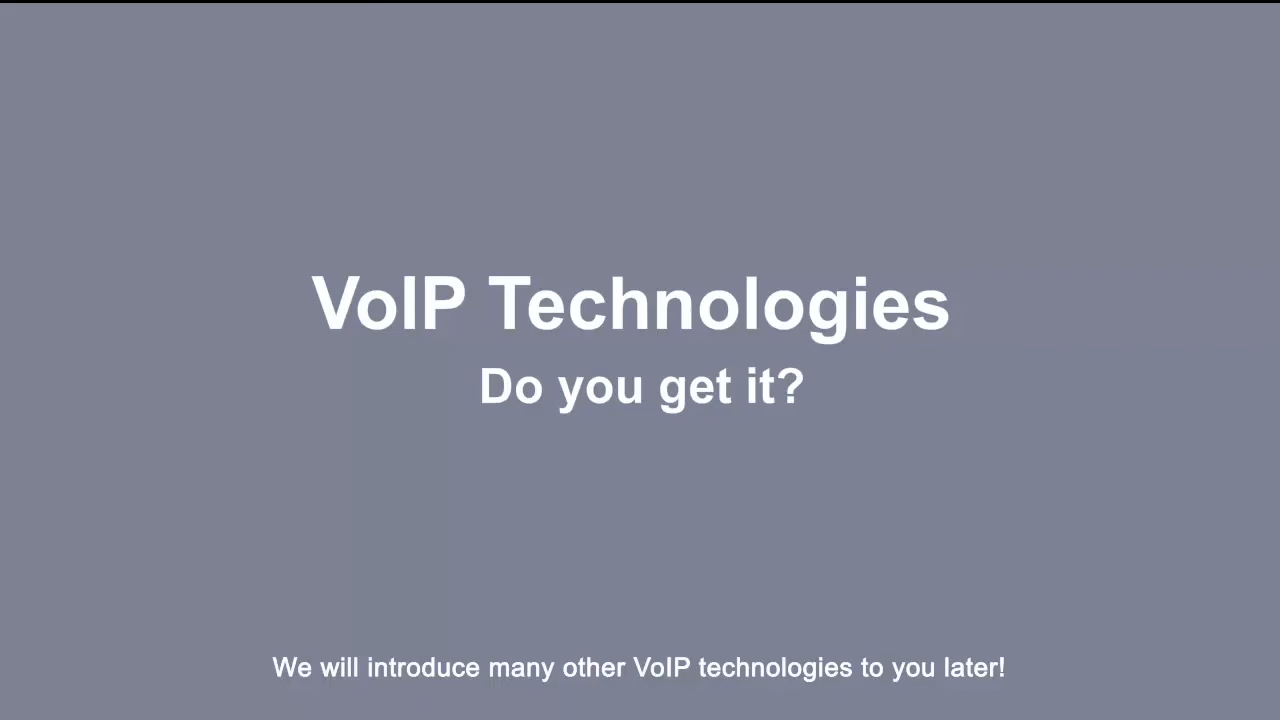 VoIP Technologies
Do you get it?
We will introduce many other VoIP technologies to you later!